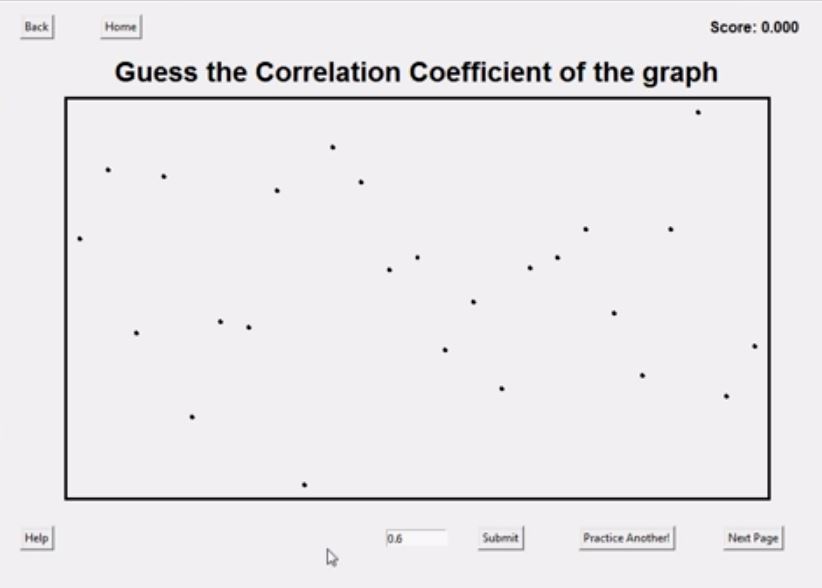 Back Home Score: 0.000
Guess the Correlation Coefficient of the graph
Help 0.6 Submit Practice Another! Next Page